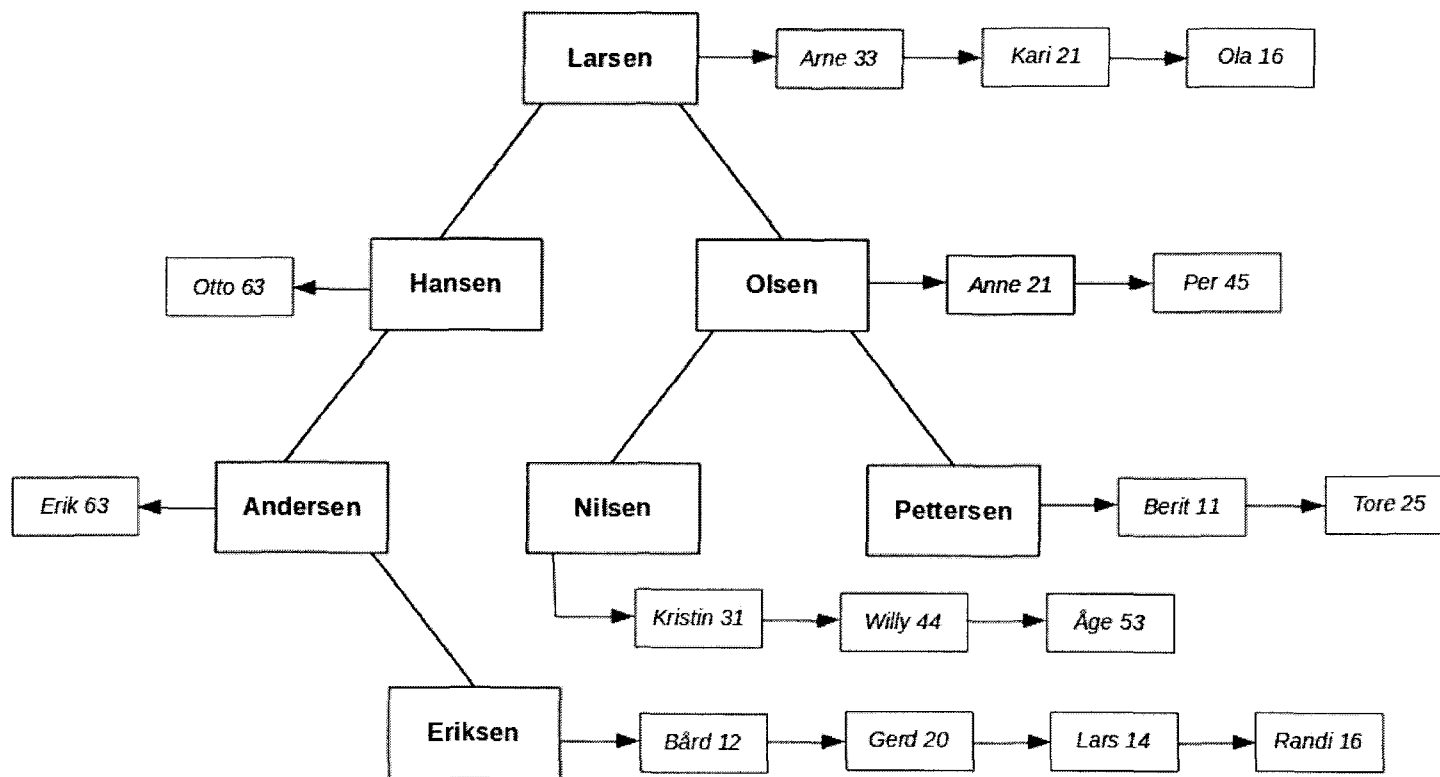 Larsen
Arne 33
Kari 21
Ola 16
Otto 63
Hansen
Olsen
Anne 21
Per 45
Erik 63
Andersen
Nilsen
Pettersen
Berit 11
Tore 25
Kristin 31
Willy 44
Åge 53
Eriksen
Bård 12
Gerd 20
Lars 14
Randi 16